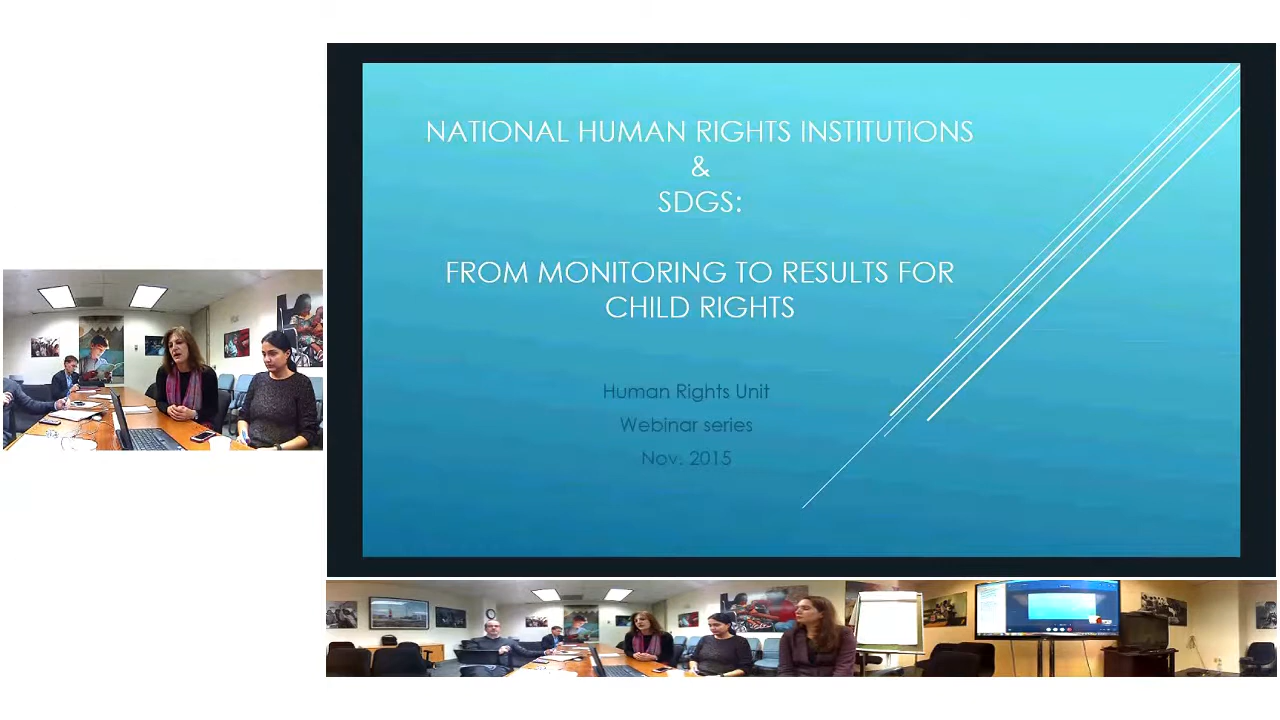 NATIONAL HUMAN RIGHTS INSTITUTIONS
&
SDGS:
FROM MONITORING TO RESULTS FOR
CHILD RIGHTS
Human Rights Unit
Webinar series
Nov. 2015